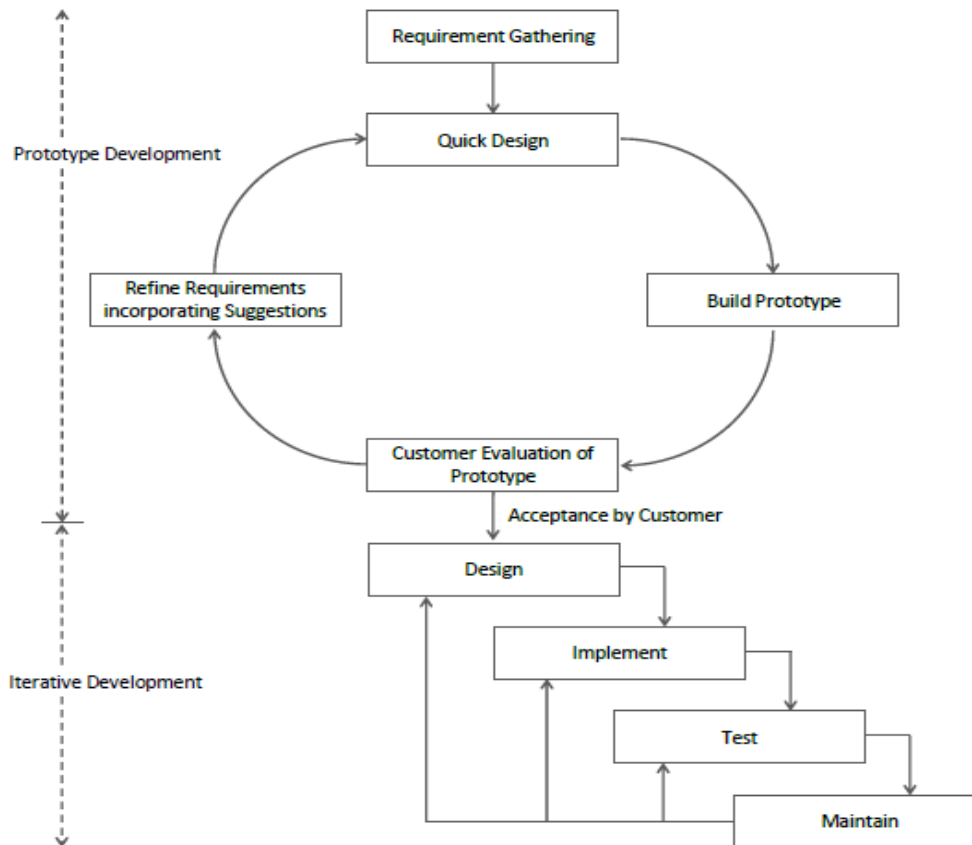 Requirement Gathering
Quick Design
Prototype Development
Refine Requirements
incorporating Suggestions
Build Prototype
Customer Evaluation of
Prototype
Acceptance by Customer
Design
Implement
Iterative Development
Test
Maintain